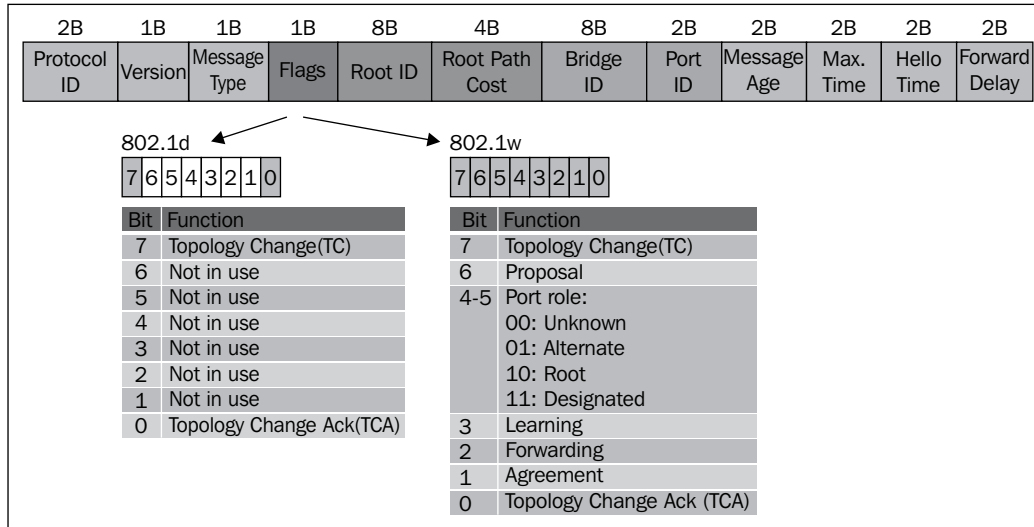 2B 1B 1B 1B 8B 4B 8B 2B 2B 2B 2B 2B
Protocol ID Version Message Type Flags Root ID Root Path Cost Bridge ID Port ID Message Age Max. Time Hello Time Forward Delay
802.1d
7 6 5 4 3 2 1 0
Bit Function
7 Topology Change(TC)
6 Not in use
5 Not in use
4 Not in use
3 Not in use
2 Not in use
1 Not in use
0 Topology Change Ack(TCA)
802.1w
7 6 5 4 3 2 1 0
Bit Function
7 Topology Change(TC)
6 Proposal
4-5 Port role:
00: Unknown
01: Alternate
10: Root
11: Designated
3 Learning
2 Forwarding
1 Agreement
0 Topology Change Ack (TCA)